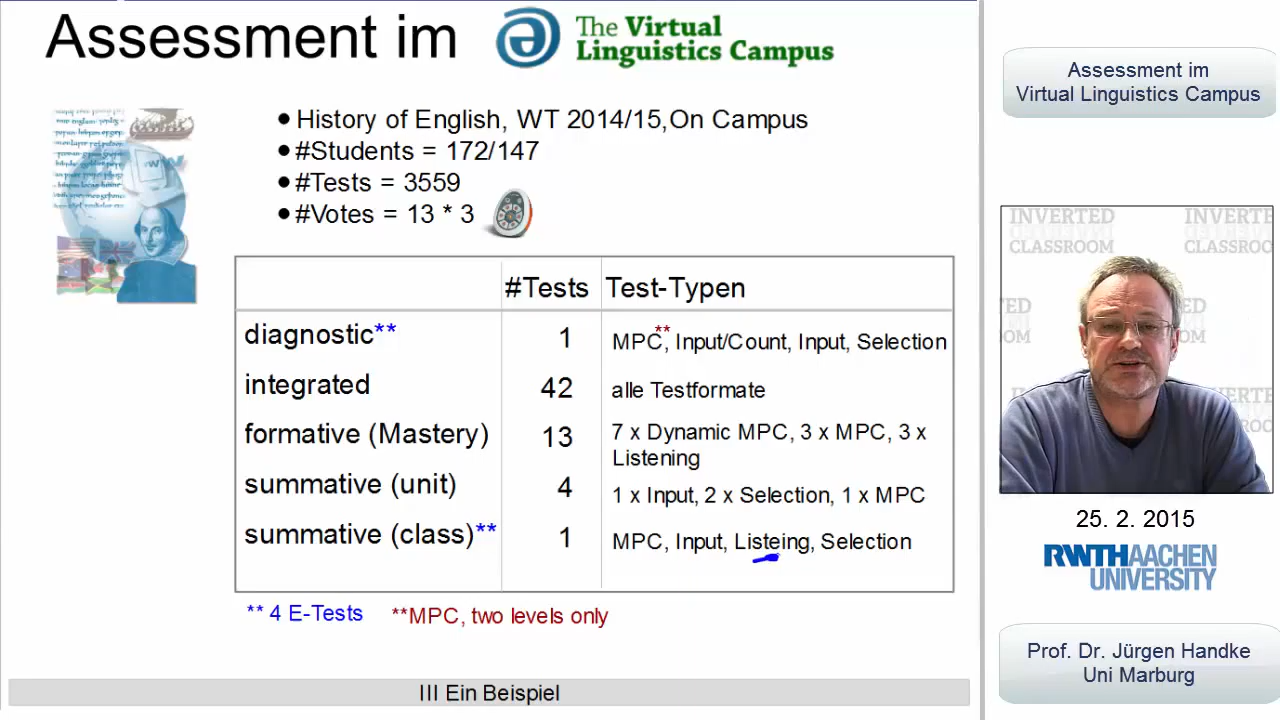 Assessment im The Virtual Linguistics Campus
• History of English, WT 2014/15,On Campus
• #Students = 172/147
• #Tests = 3559
• #Votes = 13 * 3
#Tests Test-Typen
diagnostic** 1 MPC**, Input/Count, Input, Selection
integrated 42 alle Testformate
formative (Mastery) 13 7 x Dynamic MPC, 3 x MPC, 3 x
Listening
summative (unit) 4 1 x Input, 2 x Selection, 1 x MPC
summative (class)** 1 MPC, Input, Listeing, Selection
** 4 E-Tests **MPC, two levels only
III Ein Beispiel
Assessment im
Virtual Linguistics Campus
INVERTED
CLASSROOM
INVERTED
CLASSROOM
25. 2. 2015
RWTHAACHEN
UNIVERSITY
Prof. Dr. Jürgen Handke
Uni Marburg